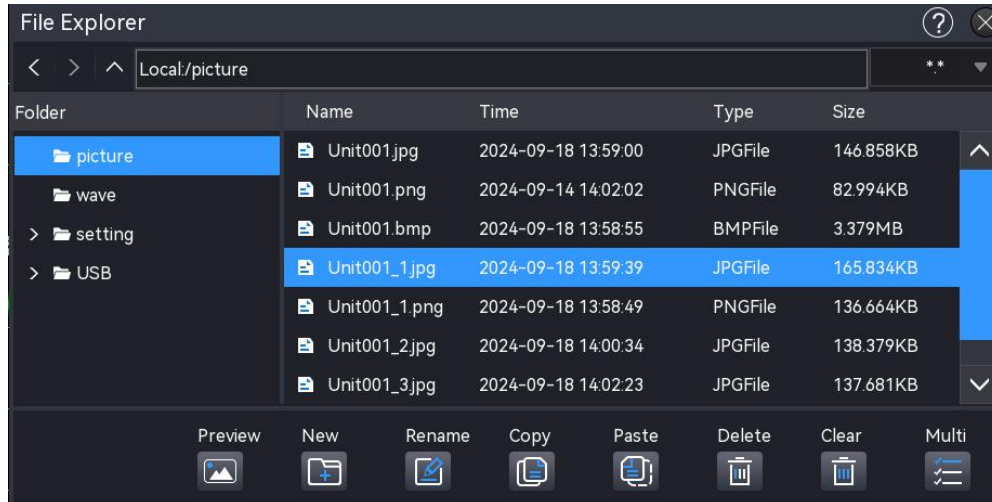 File Explorer ?
Local:/picture *.*
Folder Name Time Type Size
picture Unit001.jpg 2024-09-18 13:59:00 JPGFile 146.858KB
wave Unit001.png 2024-09-14 14:02:02 PNGFile 82.994KB
setting Unit001.bmp 2024-09-18 13:58:55 BMPFile 3.379MB
USB Unit001_1.jpg 2024-09-18 13:59:39 JPGFile 165.834KB
Unit001_1.png 2024-09-18 13:58:49 PNGFile 136.664KB
Unit001_2.jpg 2024-09-18 14:00:34 JPGFile 138.379KB
Unit001_3.jpg 2024-09-18 14:02:23 JPGFile 137.681KB
Preview New Rename Copy Paste Delete Clear Multi